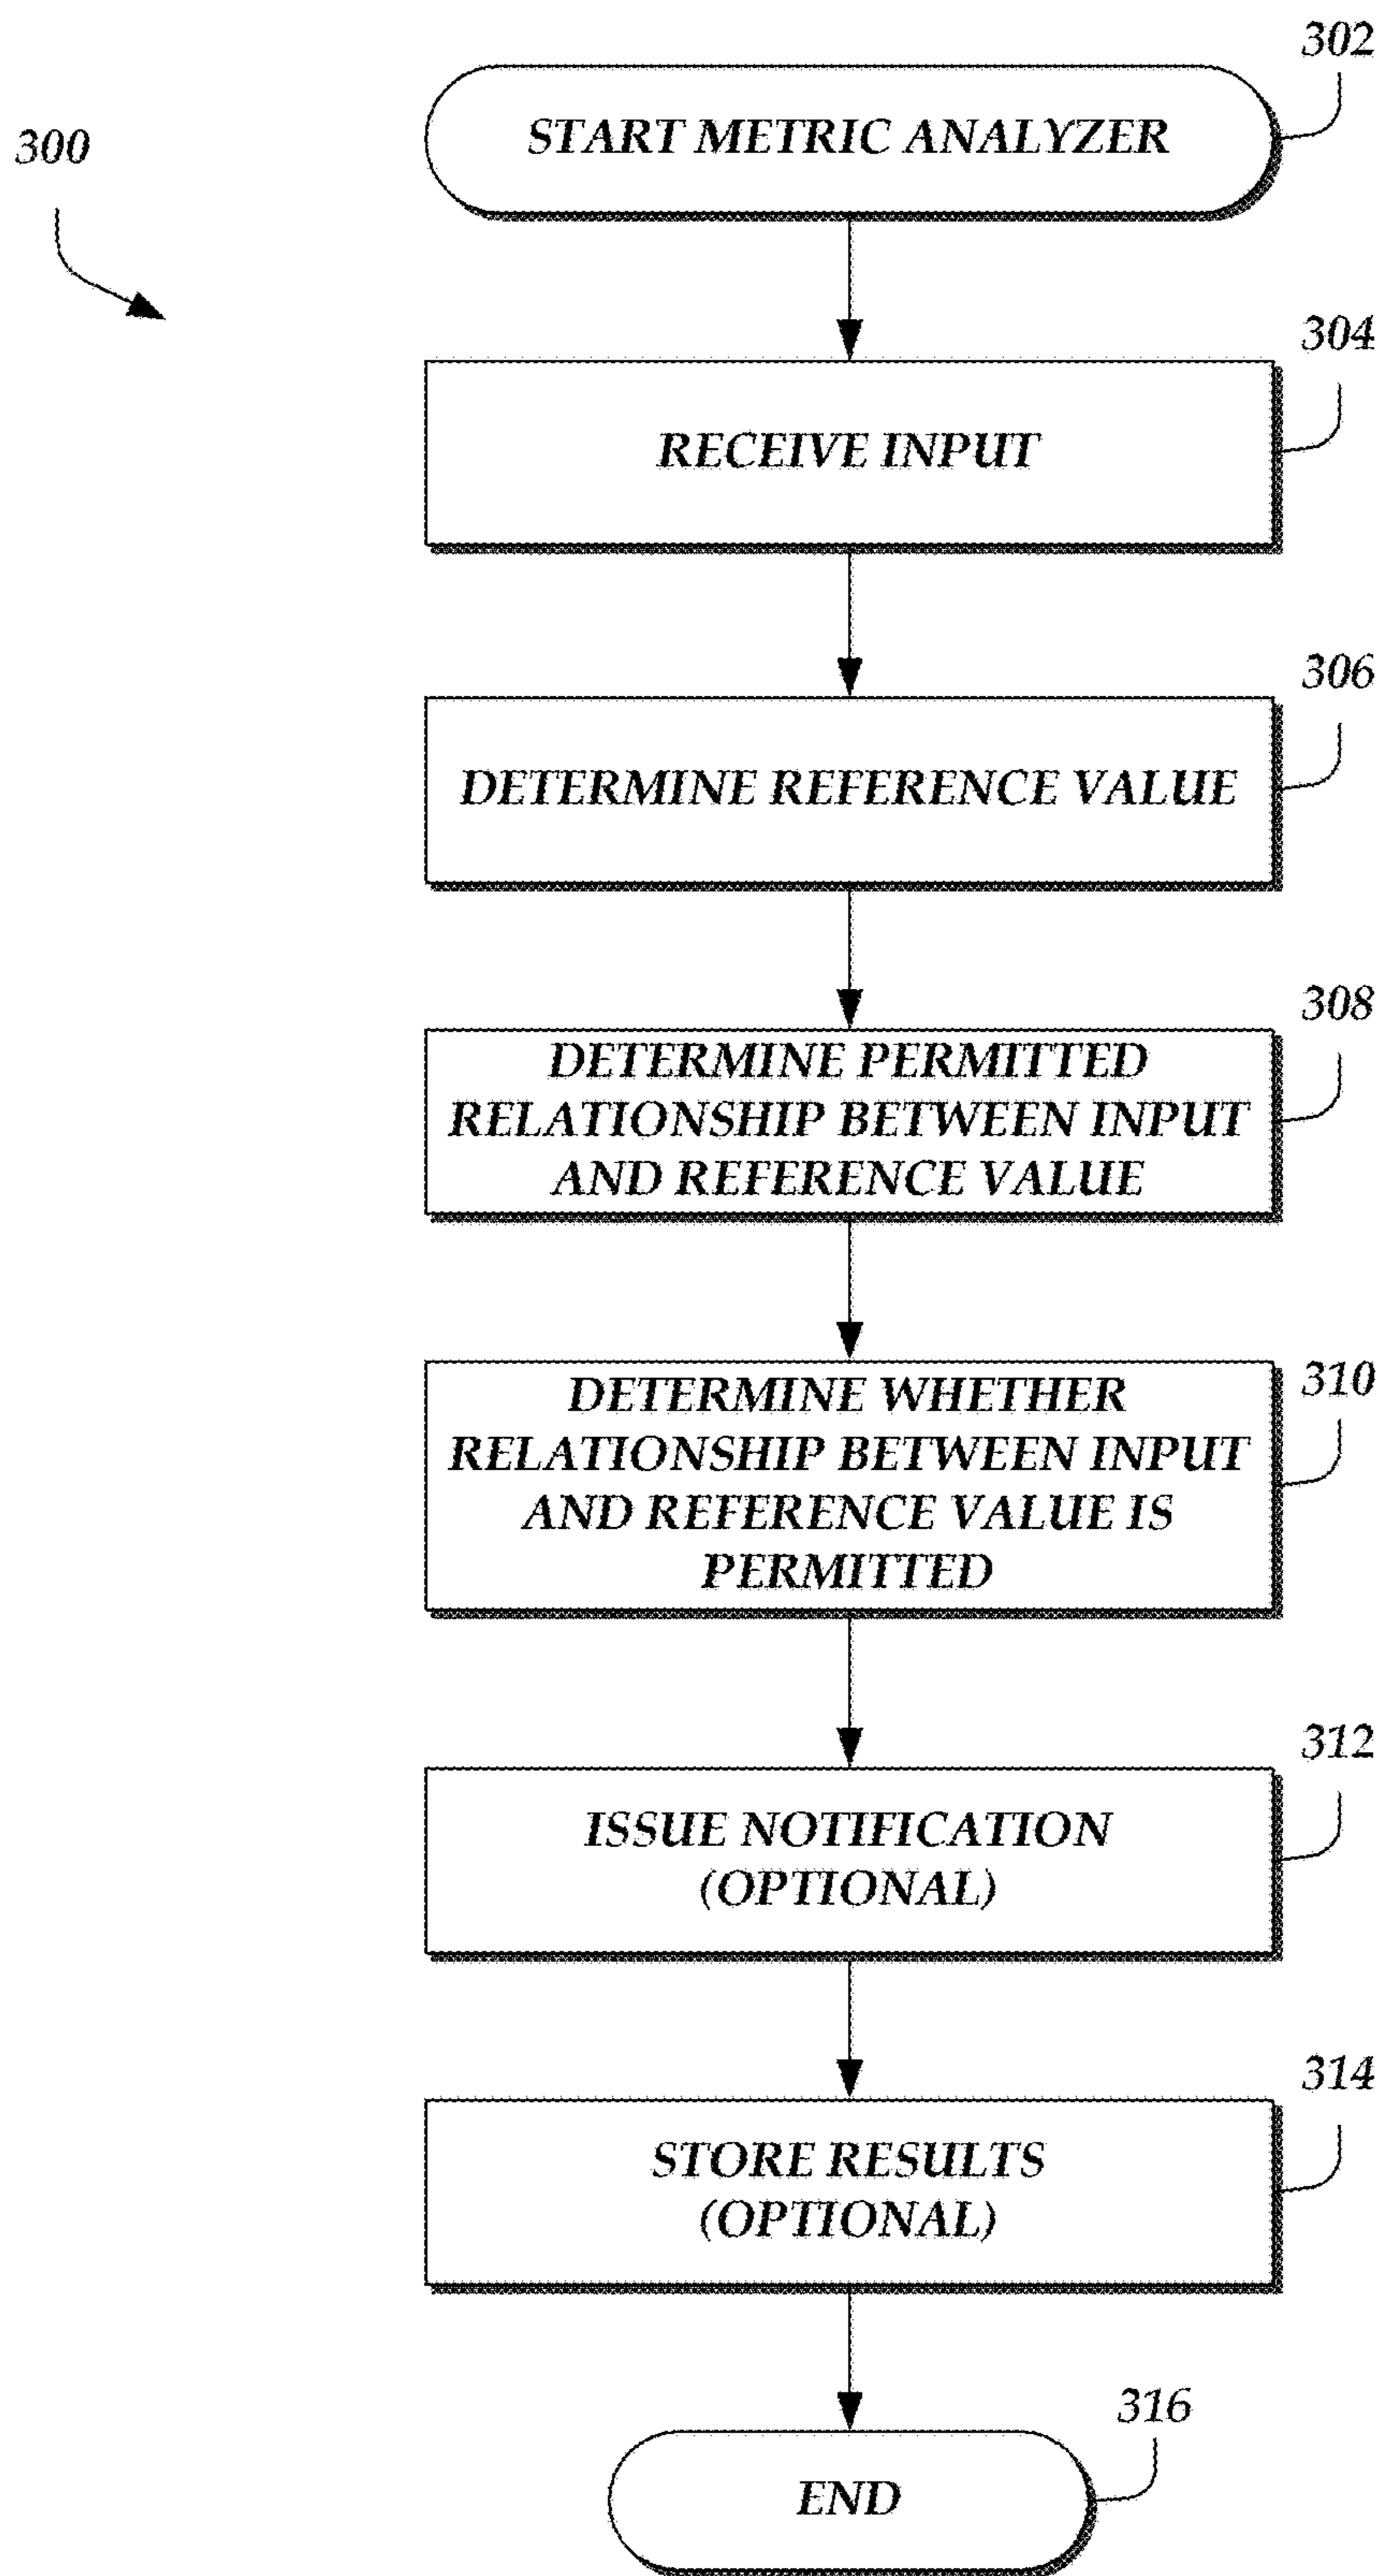 302
START METRIC ANALYZER
300
304
RECEIVE INPUT
306
DETERMINE REFERENCE VALUE
308
DETERMINE PERMITTED
RELATIONSHIP BETWEEN INPUT
AND REFERENCE VALUE
310
DETERMINE WHETHER
RELATIONSHIP BETWEEN INPUT
AND REFERENCE VALUE IS
PERMITTED
312
ISSUE NOTIFICATION
(OPTIONAL)
314
STORE RESULTS
(OPTIONAL)
316
END